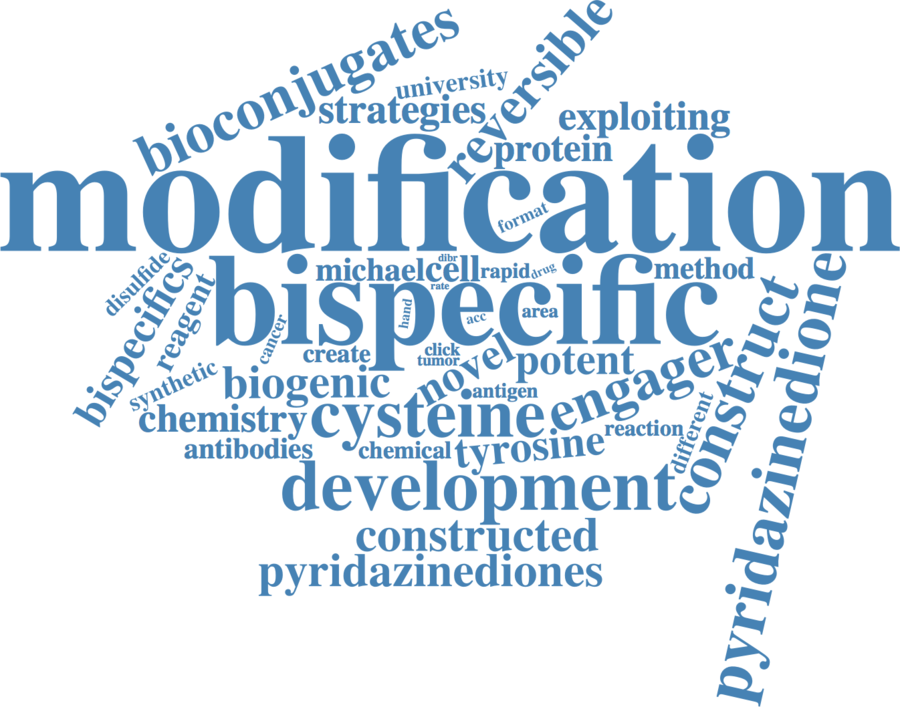 bioconjugates
reversible
university
strategies
exploiting
protein
modification
format
disulfide
bispecifics
reagent
michael
cell
dibr
rapid
drug
rate
method
bispecific
hand
acc
area
cancer
create
click
tumor
novel
potent
construct
pyridazinedione
synthetic
biogenic
antigen
engager
chemistry
cysteine
different
reaction
antibodies
chemical
tyrosine
development
constructed
pyridazinediones